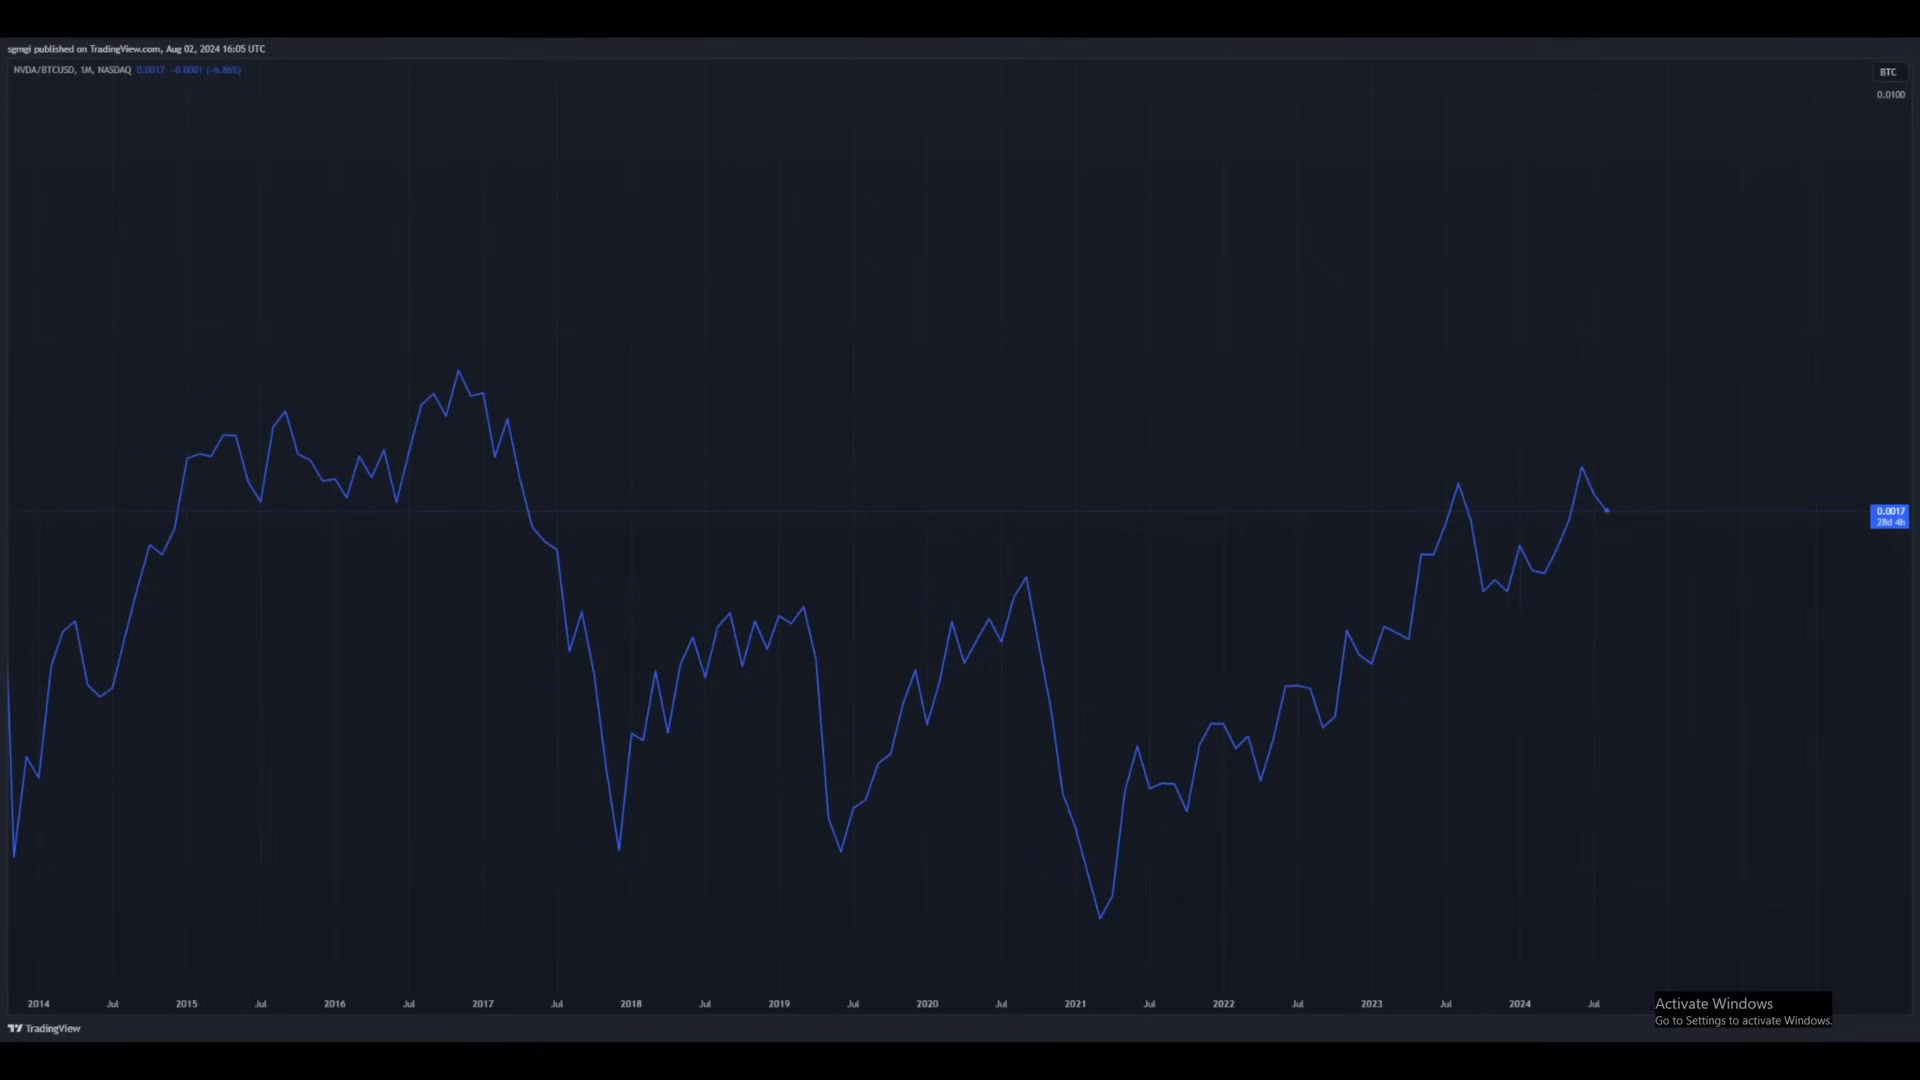 sgmgi published on TradingView.com, Aug 02, 2024 16:05 UTC
NVDA/BTCUSD, 1M, NASDAQ 0.0017 -0.0001 (-6.86%)
BTC
0.0100
0.0017
28d 4h
2014 Jul 2015 Jul 2016 Jul 2017 Jul 2018 Jul 2019 Jul 2020 Jul 2021 Jul 2022 Jul 2023 Jul 2024 Jul
Activate Windows
Go to Settings to activate Windows.
TradingView